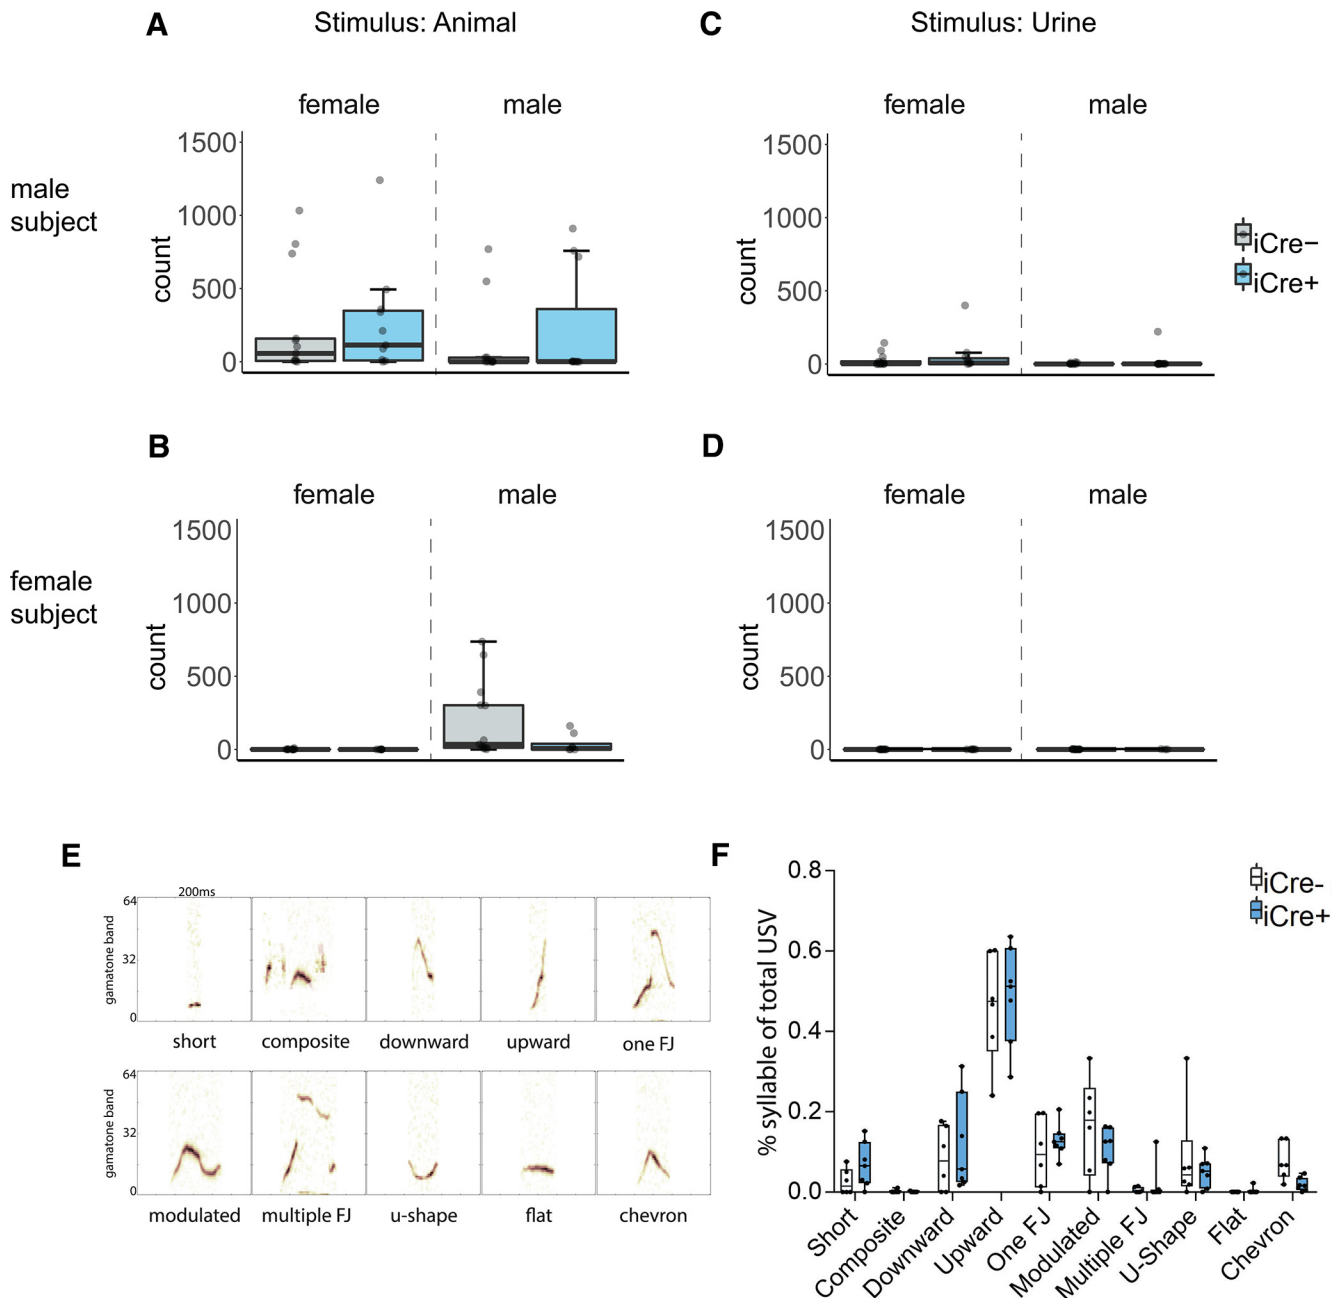 A
Stimulus: Animal
female
male
1500
1000
500
0
count
male
subject
C
Stimulus: Urine
female
male
1500
1000
500
0
count
iCre−
iCre+
B
female
male
1500
1000
500
0
count
female
subject
D
female
male
1500
1000
500
0
count
E
200ms
64
32
0
gamatone band
short
composite
downward
upward
one FJ
64
32
0
gamatone band
modulated
multiple FJ
u-shape
flat
chevron
F
0.8
0.6
0.4
0.2
0.0
% syllable of total USV
iCre-
iCre+
Short
Composite
Downward
Upward
One FJ
Modulated
Multiple FJ
U-Shape
Flat
Chevron